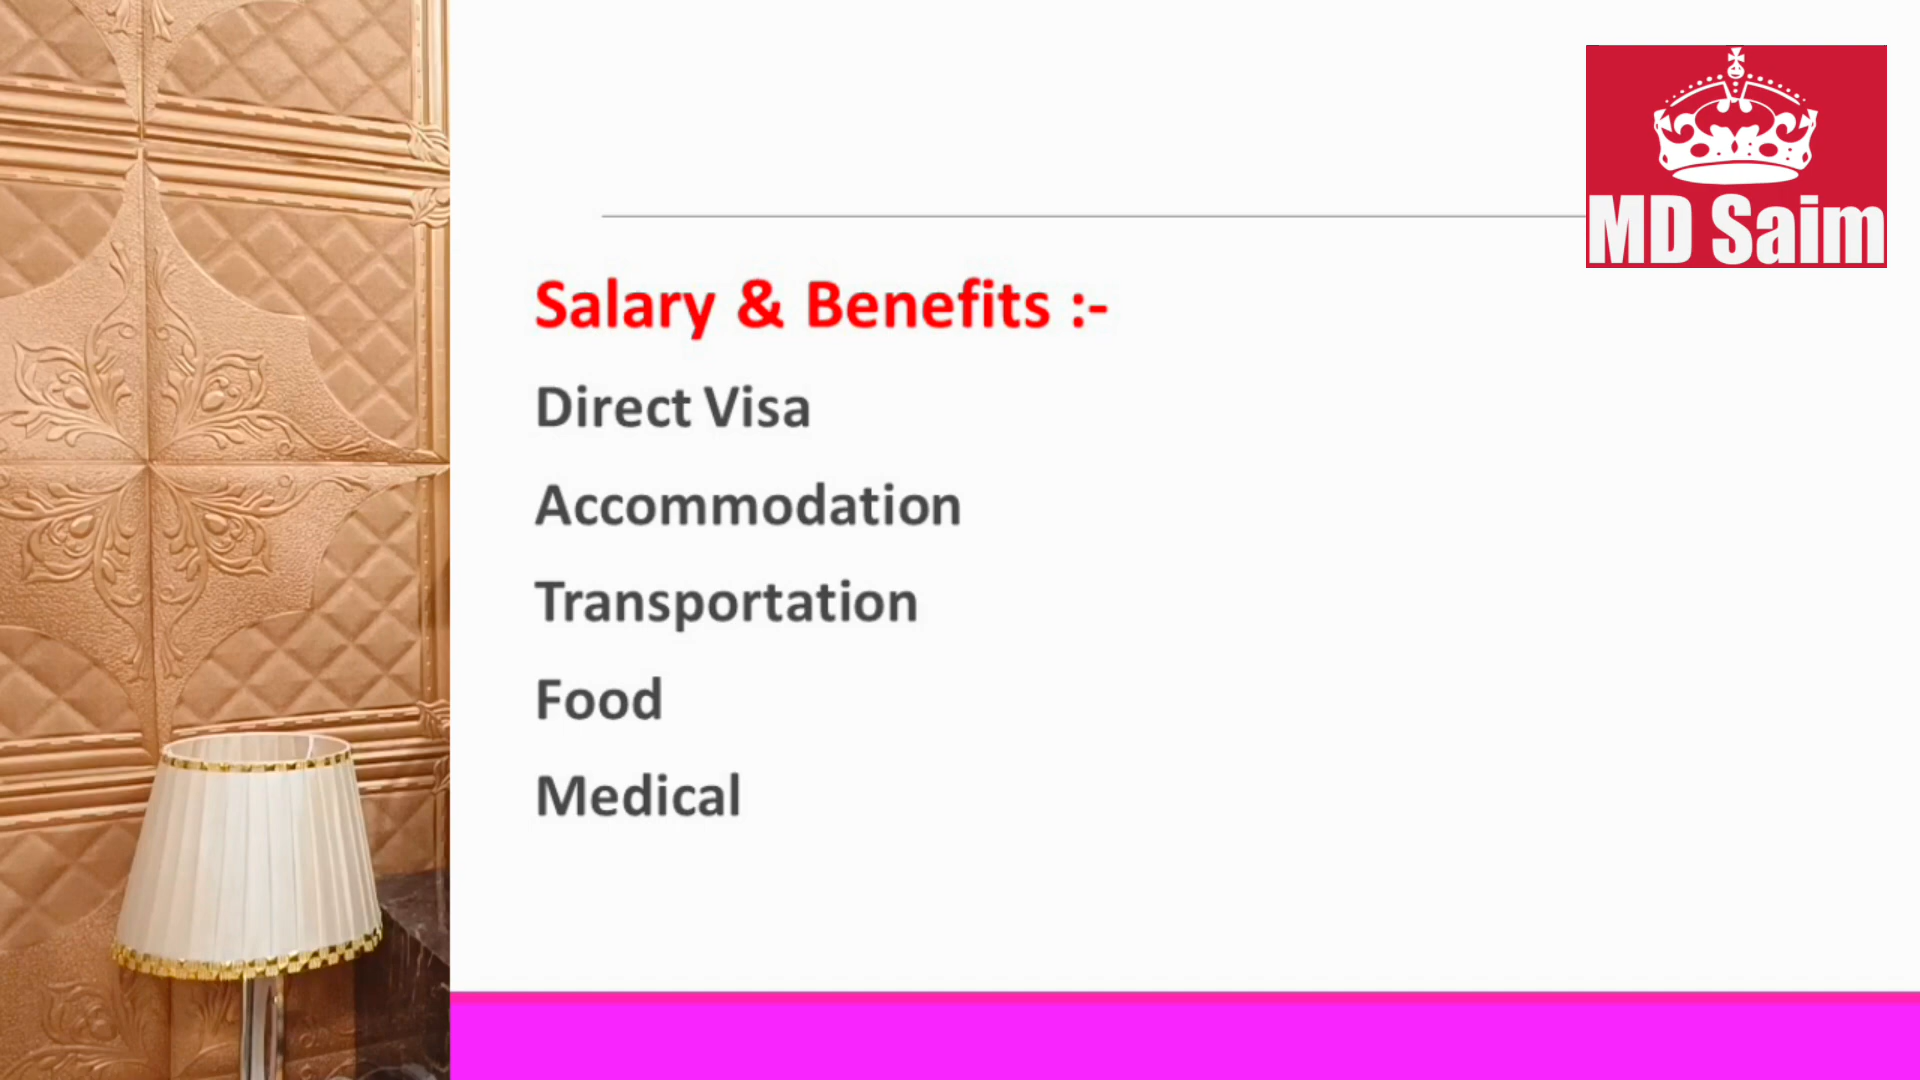 MD Saim
Salary & Benefits :-
Direct Visa
Accommodation
Transportation
Food
Medical